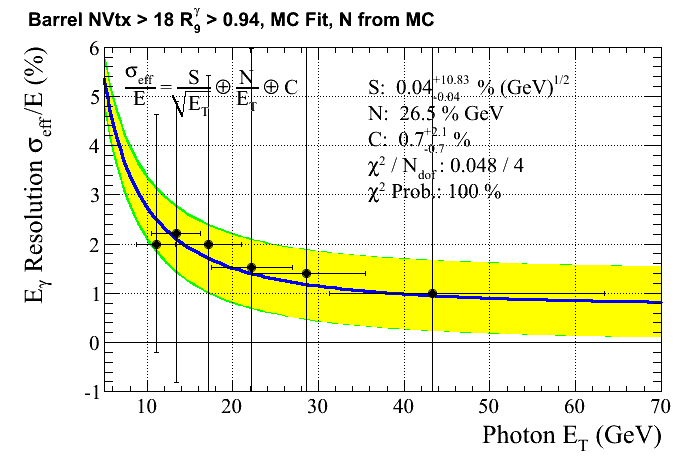 Barrel NVtx > 18 R₉^γ > 0.94, MC Fit, N from MC
E_γ Resolution σ_eff/E (%)
6
5
4
3
2
1
0
-1
σ_eff/E = S/√E_T ⊕ N/E_T ⊕ C
S: 0.04 +10.83 -0.04 % (GeV)^1/2
N: 26.5 % GeV
C: 0.7 +2.1 -0.7 %
χ² / N_dof: 0.048 / 4
χ² Prob.: 100 %
10 20 30 40 50 60 70
Photon E_T (GeV)